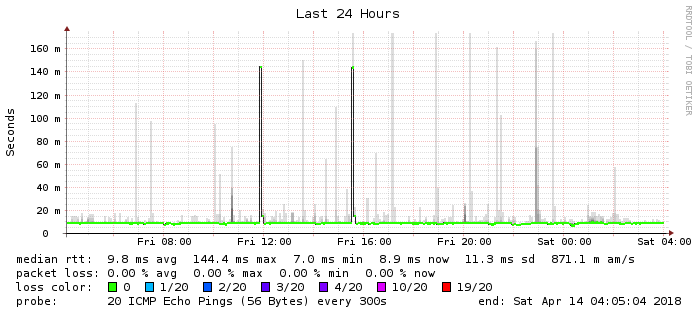 Last 24 Hours
RRDTOOL / TOBI OETIKER
Seconds
160 m
140 m
120 m
100 m
80 m
60 m
40 m
20 m
0
Fri 08:00 Fri 12:00 Fri 16:00 Fri 20:00 Sat 00:00 Sat 04:00
median rtt: 9.8 ms avg 144.4 ms max 7.0 ms min 8.9 ms now 11.3 ms sd 871.1 m am/s
packet loss: 0.00 % avg 0.00 % max 0.00 % min 0.00 % now
loss color: 0 1/20 2/20 3/20 4/20 10/20 19/20
probe: 20 ICMP Echo Pings (56 Bytes) every 300s end: Sat Apr 14 04:05:04 2018